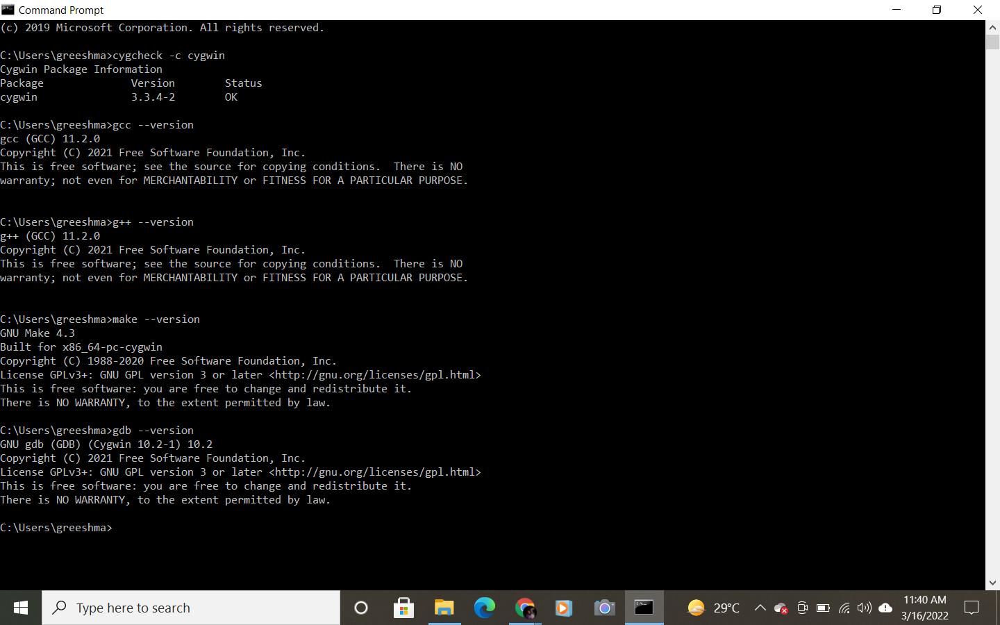 Command Prompt
(c) 2019 Microsoft Corporation. All rights reserved.
C:\Users\greeshma>cygcheck -c cygwin
Cygwin Package Information
Package              Version        Status
cygwin               3.3.4-2        OK
C:\Users\greeshma>gcc --version
gcc (GCC) 11.2.0
Copyright (C) 2021 Free Software Foundation, Inc.
This is free software; see the source for copying conditions.  There is NO
warranty; not even for MERCHANTABILITY or FITNESS FOR A PARTICULAR PURPOSE.
C:\Users\greeshma>g++ --version
g++ (GCC) 11.2.0
Copyright (C) 2021 Free Software Foundation, Inc.
This is free software; see the source for copying conditions.  There is NO
warranty; not even for MERCHANTABILITY or FITNESS FOR A PARTICULAR PURPOSE.
C:\Users\greeshma>make --version
GNU Make 4.3
Built for x86_64-pc-cygwin
Copyright (C) 1988-2020 Free Software Foundation, Inc.
License GPLv3+: GNU GPL version 3 or later <http://gnu.org/licenses/gpl.html>
This is free software: you are free to change and redistribute it.
There is NO WARRANTY, to the extent permitted by law.
C:\Users\greeshma>gdb --version
GNU gdb (GDB) (Cygwin 10.2-1) 10.2
Copyright (C) 2021 Free Software Foundation, Inc.
License GPLv3+: GNU GPL version 3 or later <http://gnu.org/licenses/gpl.html>
This is free software: you are free to change and redistribute it.
There is NO WARRANTY, to the extent permitted by law.
C:\Users\greeshma>
Type here to search
29°C
11:40 AM
3/16/2022